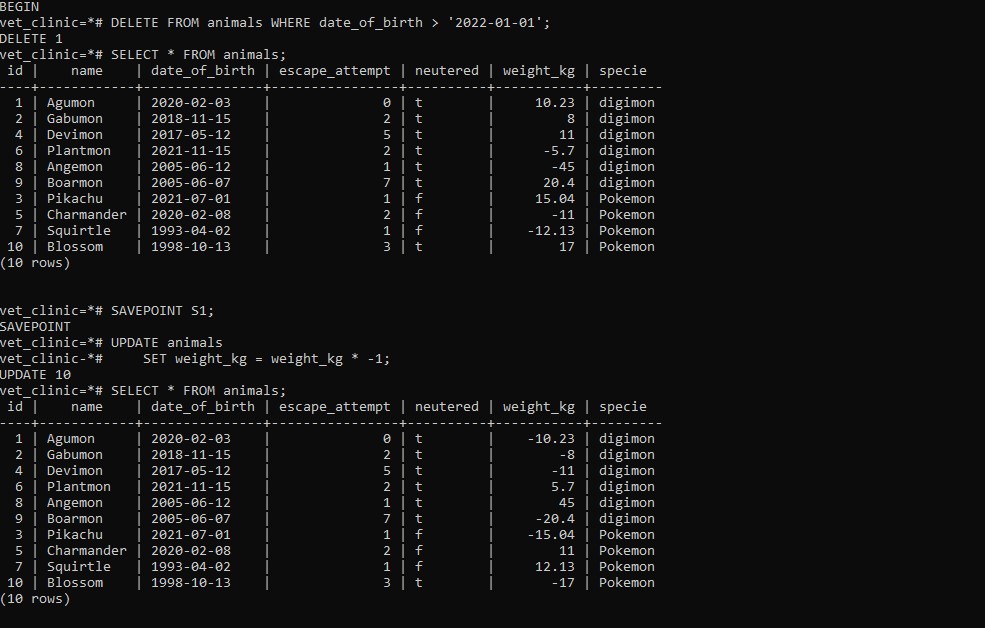 BEGIN
vet_clinic=*# DELETE FROM animals WHERE date_of_birth > '2022-01-01';
DELETE 1
vet_clinic=*# SELECT * FROM animals;
 id |    name    | date_of_birth | escape_attempt | neutered | weight_kg | specie
----+------------+---------------+----------------+----------+-----------+---------
  1 | Agumon     | 2020-02-03    |              0 | t        |     10.23 | digimon
  2 | Gabumon    | 2018-11-15    |              2 | t        |         8 | digimon
  4 | Devimon    | 2017-05-12    |              5 | t        |        11 | digimon
  6 | Plantmon   | 2021-11-15    |              2 | t        |      -5.7 | digimon
  8 | Angemon    | 2005-06-12    |              1 | t        |       -45 | digimon
  9 | Boarmon    | 2005-06-07    |              7 | t        |      20.4 | digimon
  3 | Pikachu    | 2021-07-01    |              1 | f        |     15.04 | Pokemon
  5 | Charmander | 2020-02-08    |              2 | f        |       -11 | Pokemon
  7 | Squirtle   | 1993-04-02    |              1 | f        |    -12.13 | Pokemon
 10 | Blossom    | 1998-10-13    |              3 | t        |        17 | Pokemon
(10 rows)
vet_clinic=*# SAVEPOINT S1;
SAVEPOINT
vet_clinic=*# UPDATE animals
vet_clinic-*#     SET weight_kg = weight_kg * -1;
UPDATE 10
vet_clinic=*# SELECT * FROM animals;
 id |    name    | date_of_birth | escape_attempt | neutered | weight_kg | specie
----+------------+---------------+----------------+----------+-----------+---------
  1 | Agumon     | 2020-02-03    |              0 | t        |    -10.23 | digimon
  2 | Gabumon    | 2018-11-15    |              2 | t        |        -8 | digimon
  4 | Devimon    | 2017-05-12    |              5 | t        |       -11 | digimon
  6 | Plantmon   | 2021-11-15    |              2 | t        |       5.7 | digimon
  8 | Angemon    | 2005-06-12    |              1 | t        |        45 | digimon
  9 | Boarmon    | 2005-06-07    |              7 | t        |     -20.4 | digimon
  3 | Pikachu    | 2021-07-01    |              1 | f        |    -15.04 | Pokemon
  5 | Charmander | 2020-02-08    |              2 | f        |        11 | Pokemon
  7 | Squirtle   | 1993-04-02    |              1 | f        |     12.13 | Pokemon
 10 | Blossom    | 1998-10-13    |              3 | t        |       -17 | Pokemon
(10 rows)